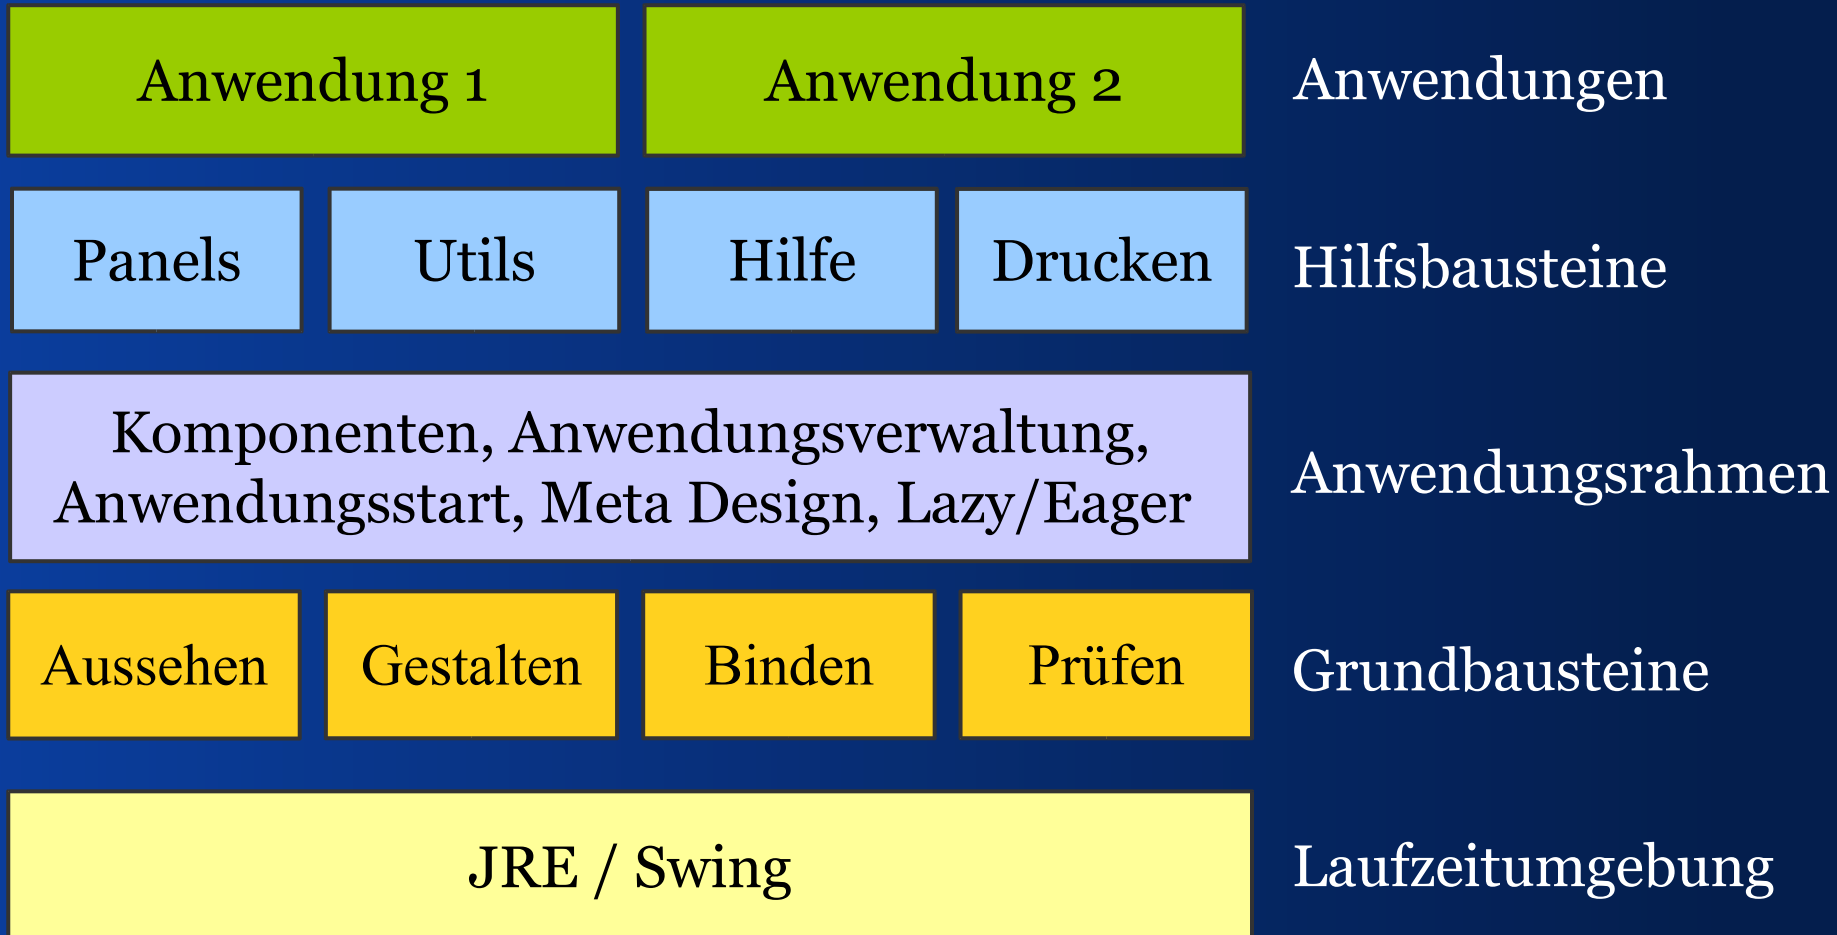 Anwendung 1
Anwendung 2
Anwendungen
Panels
Utils
Hilfe
Drucken
Hilfsbausteine
Komponenten, Anwendungsverwaltung,
Anwendungsstart, Meta Design, Lazy/Eager
Anwendungsrahmen
Aussehen
Gestalten
Binden
Prüfen
Grundbausteine
JRE / Swing
Laufzeitumgebung